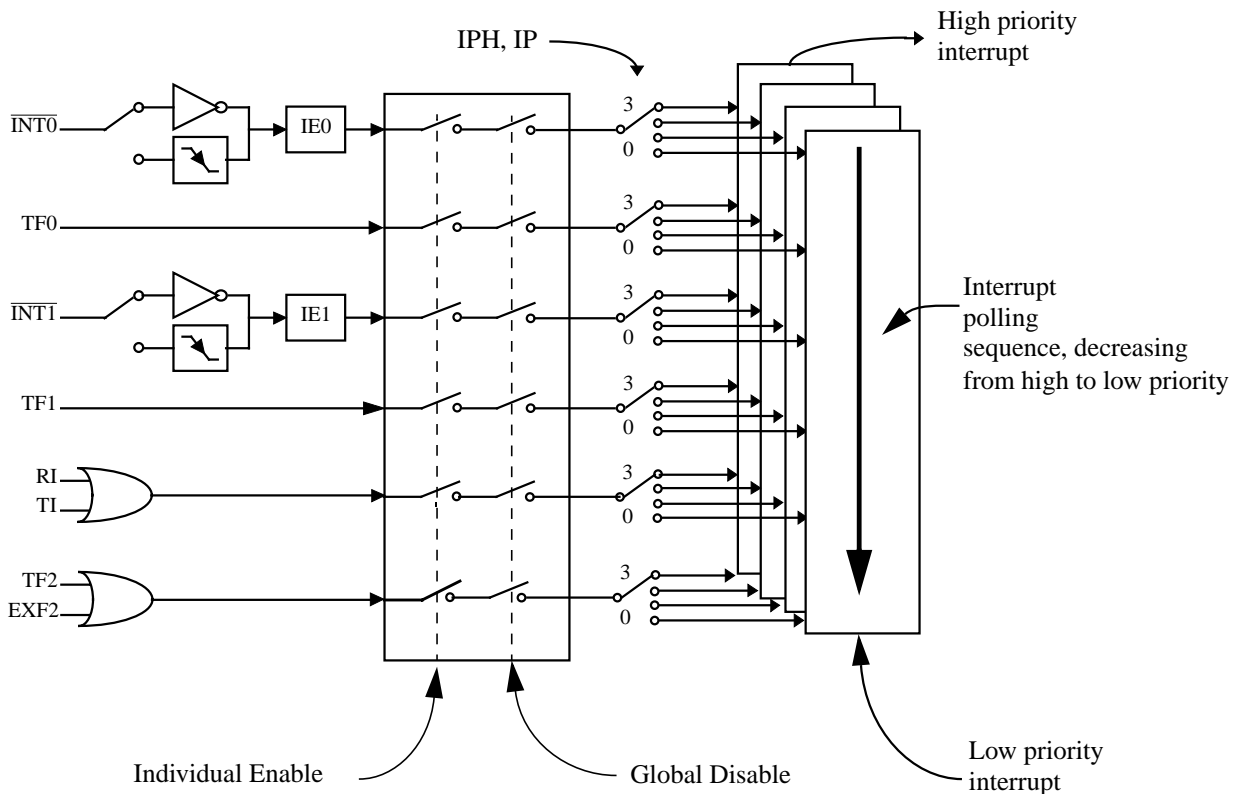 IPH, IP
High priority
interrupt
INT0
IE0
3
0
TF0
3
0
INT1
IE1
3
0
Interrupt
polling
sequence, decreasing
from high to low priority
TF1
3
0
RI
TI
3
0
TF2
EXF2
3
0
Individual Enable
Global Disable
Low priority
interrupt